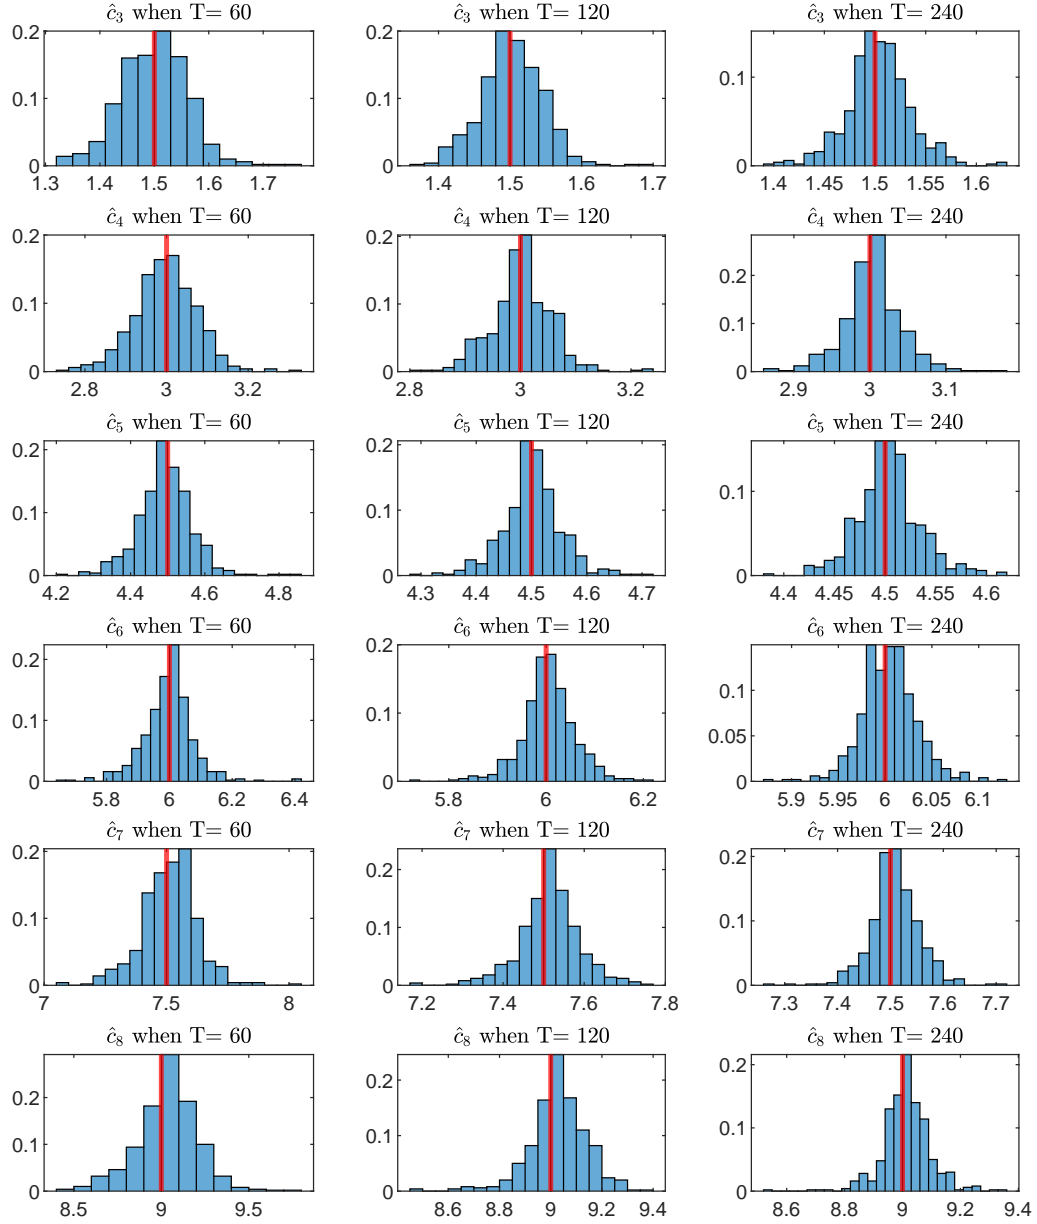 ĉ₃ when T= 60 ĉ₃ when T= 120 ĉ₃ when T= 240
0.2 0.2
0.1 0.1 0.1
0 0 0
1.3 1.4 1.5 1.6 1.7 1.4 1.5 1.6 1.7 1.4 1.45 1.5 1.55 1.6
ĉ₄ when T= 60 ĉ₄ when T= 120 ĉ₄ when T= 240
0.2 0.2 0.2
0.1 0.1 0.1
0 0 0
2.8 3 3.2 2.8 3 3.2 2.9 3 3.1
ĉ₅ when T= 60 ĉ₅ when T= 120 ĉ₅ when T= 240
0.2 0.2
0.1 0.1 0.1
0 0 0
4.2 4.4 4.6 4.8 4.3 4.4 4.5 4.6 4.7 4.4 4.45 4.5 4.55 4.6
ĉ₆ when T= 60 ĉ₆ when T= 120 ĉ₆ when T= 240
0.2 0.2
0.1 0.1 0.1
0.05
0 0 0
5.8 6 6.2 6.4 5.8 6 6.2 5.9 5.95 6 6.05 6.1
ĉ₇ when T= 60 ĉ₇ when T= 120 ĉ₇ when T= 240
0.2 0.2 0.2
0.1 0.1 0.1
0 0 0
7 7.5 8 7.2 7.4 7.6 7.8 7.3 7.4 7.5 7.6 7.7
ĉ₈ when T= 60 ĉ₈ when T= 120 ĉ₈ when T= 240
0.2 0.2 0.2
0.1 0.1 0.1
0 0 0
8.5 9 9.5 8.6 8.8 9 9.2 9.4 8.6 8.8 9 9.2 9.4